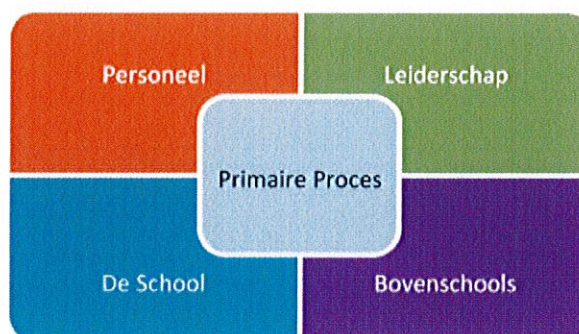 Personeel
Leiderschap
Primaire Proces
De School
Bovenschools